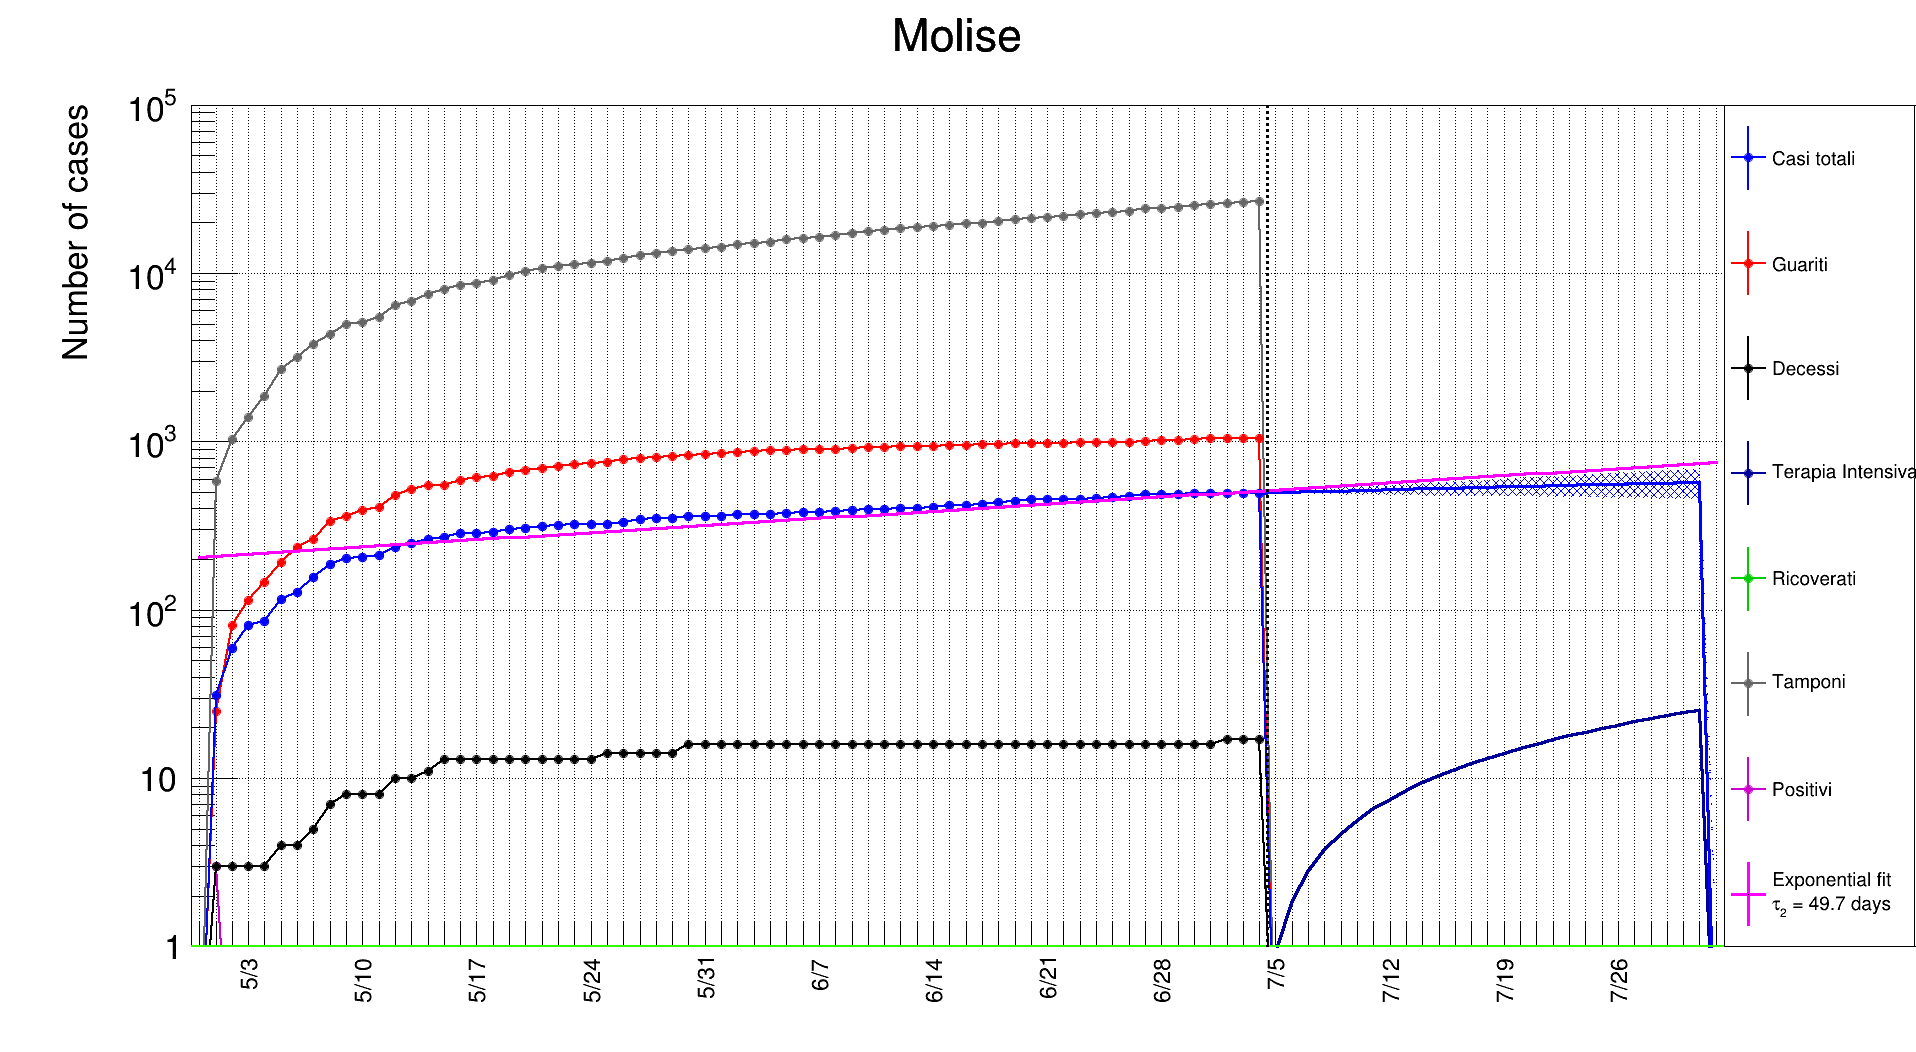 Molise
Number of cases
10^5
10^4
10^3
10^2
10
1
5/3
5/10
5/17
5/24
5/31
6/7
6/14
6/21
6/28
7/5
7/12
7/19
7/26
Casi totali
Guariti
Decessi
Terapia Intensiva
Ricoverati
Tamponi
Positivi
Exponential fit
τ₂ = 49.7 days